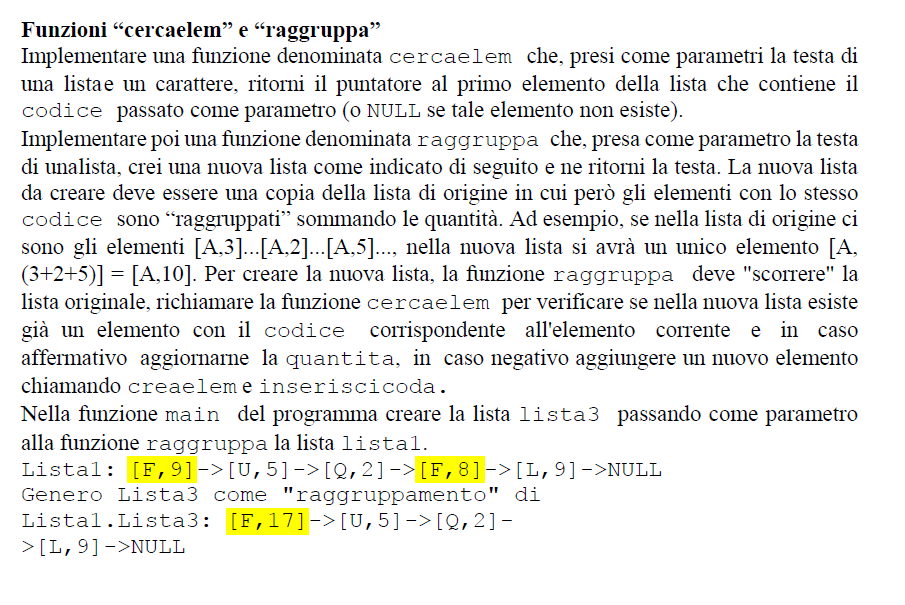 Funzioni “cercaelem” e “raggruppa”
Implementare una funzione denominata cercaelem che, presi come parametri la testa di
una listae un carattere, ritorni il puntatore al primo elemento della lista che contiene il
codice passato come parametro (o NULL se tale elemento non esiste).
Implementare poi una funzione denominata raggruppa che, presa come parametro la testa
di unalista, crei una nuova lista come indicato di seguito e ne ritorni la testa. La nuova lista
da creare deve essere una copia della lista di origine in cui però gli elementi con lo stesso
codice sono “raggruppati” sommando le quantità. Ad esempio, se nella lista di origine ci
sono gli elementi [A,3]...[A,2]...[A,5]..., nella nuova lista si avrà un unico elemento [A,
(3+2+5)] = [A,10]. Per creare la nuova lista, la funzione raggruppa deve "scorrere" la
lista originale, richiamare la funzione cercaelem per verificare se nella nuova lista esiste
già un elemento con il codice corrispondente all'elemento corrente e in caso
affermativo aggiornarne la quantita, in caso negativo aggiungere un nuovo elemento
chiamando creaelem e inseriscicoda.
Nella funzione main del programma creare la lista lista3 passando come parametro
alla funzione raggruppa la lista lista1.
Lista1: [F,9]->[U,5]->[Q,2]->[F,8]->[L,9]->NULL
Genero Lista3 come "raggruppamento" di
Lista1.Lista3: [F,17]->[U,5]->[Q,2]-
>[L,9]->NULL